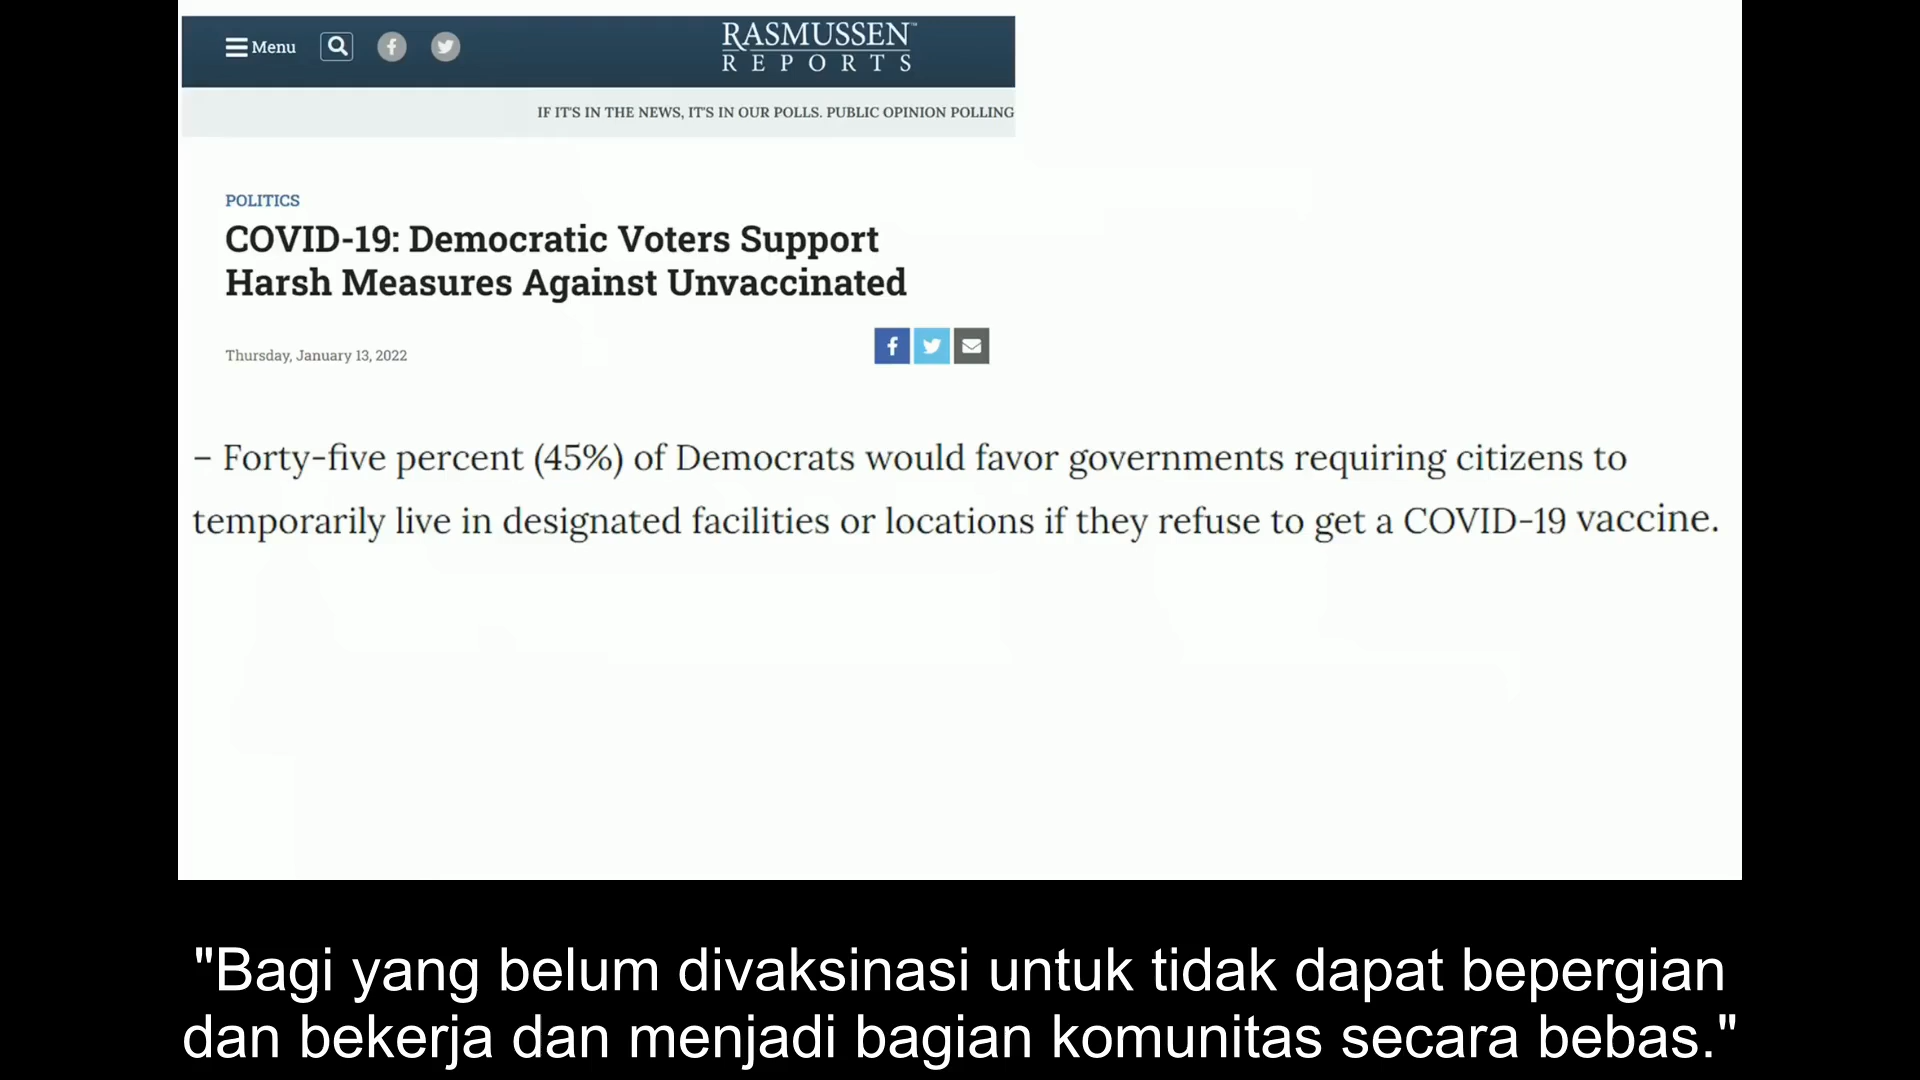 Menu
RASMUSSEN™
REPORTS
IF IT'S IN THE NEWS, IT'S IN OUR POLLS. PUBLIC OPINION POLLING
POLITICS
COVID-19: Democratic Voters Support
Harsh Measures Against Unvaccinated
Thursday, January 13, 2022
– Forty-five percent (45%) of Democrats would favor governments requiring citizens to
temporarily live in designated facilities or locations if they refuse to get a COVID-19 vaccine.
"Bagi yang belum divaksinasi untuk tidak dapat bepergian
dan bekerja dan menjadi bagian komunitas secara bebas."